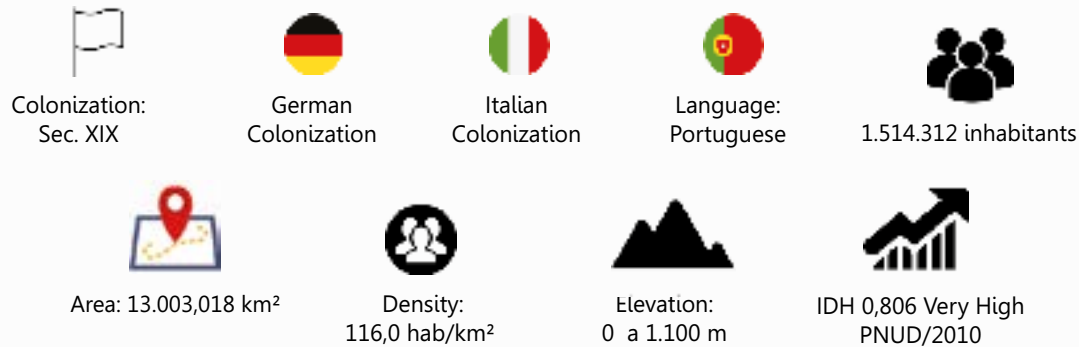 Colonization:
Sec. XIX
German
Colonization
Italian
Colonization
Language:
Portuguese
1.514.312 inhabitants
Area: 13.003,018 km²
Density:
116,0 hab/km²
Elevation:
0 a 1.100 m
IDH 0,806 Very High
PNUD/2010